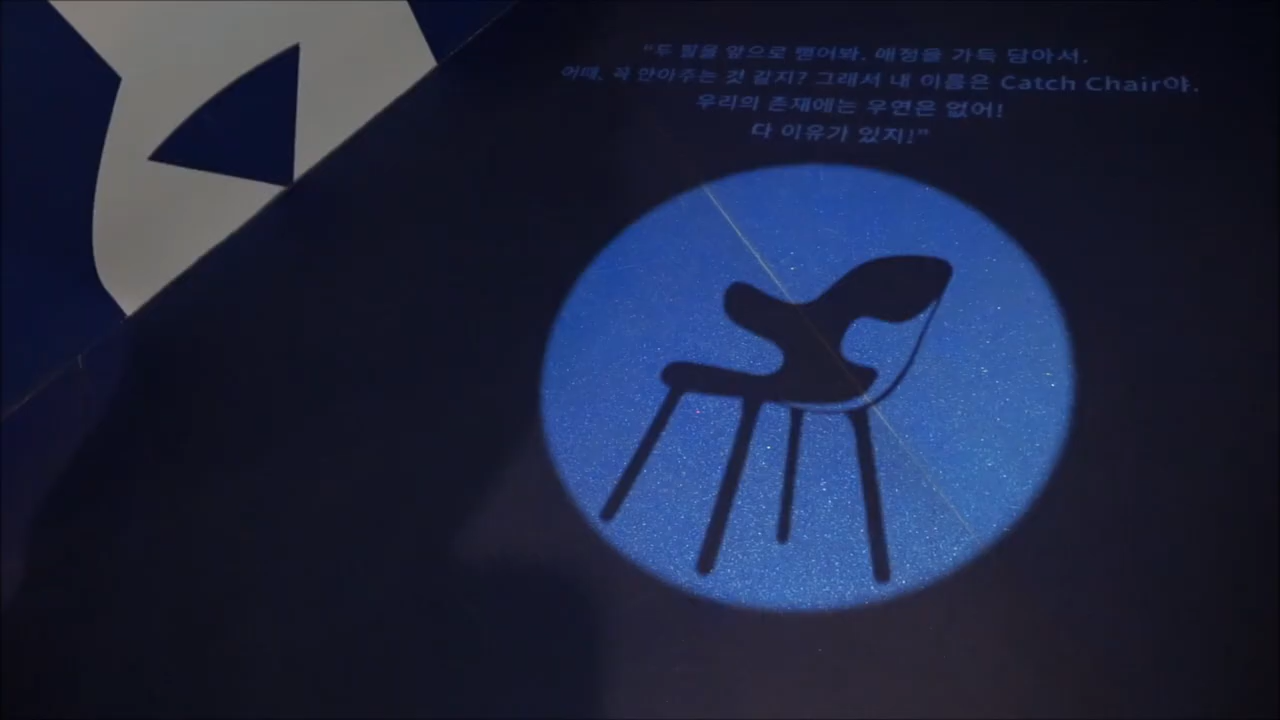 “두 팔을 앞으로 뻗어봐. 애정을 가득 담아서.
어때, 꼭 안아주는 것 같지? 그래서 내 이름은 Catch Chair야.
우리의 존재에는 우연은 없어!
다 이유가 있지!”